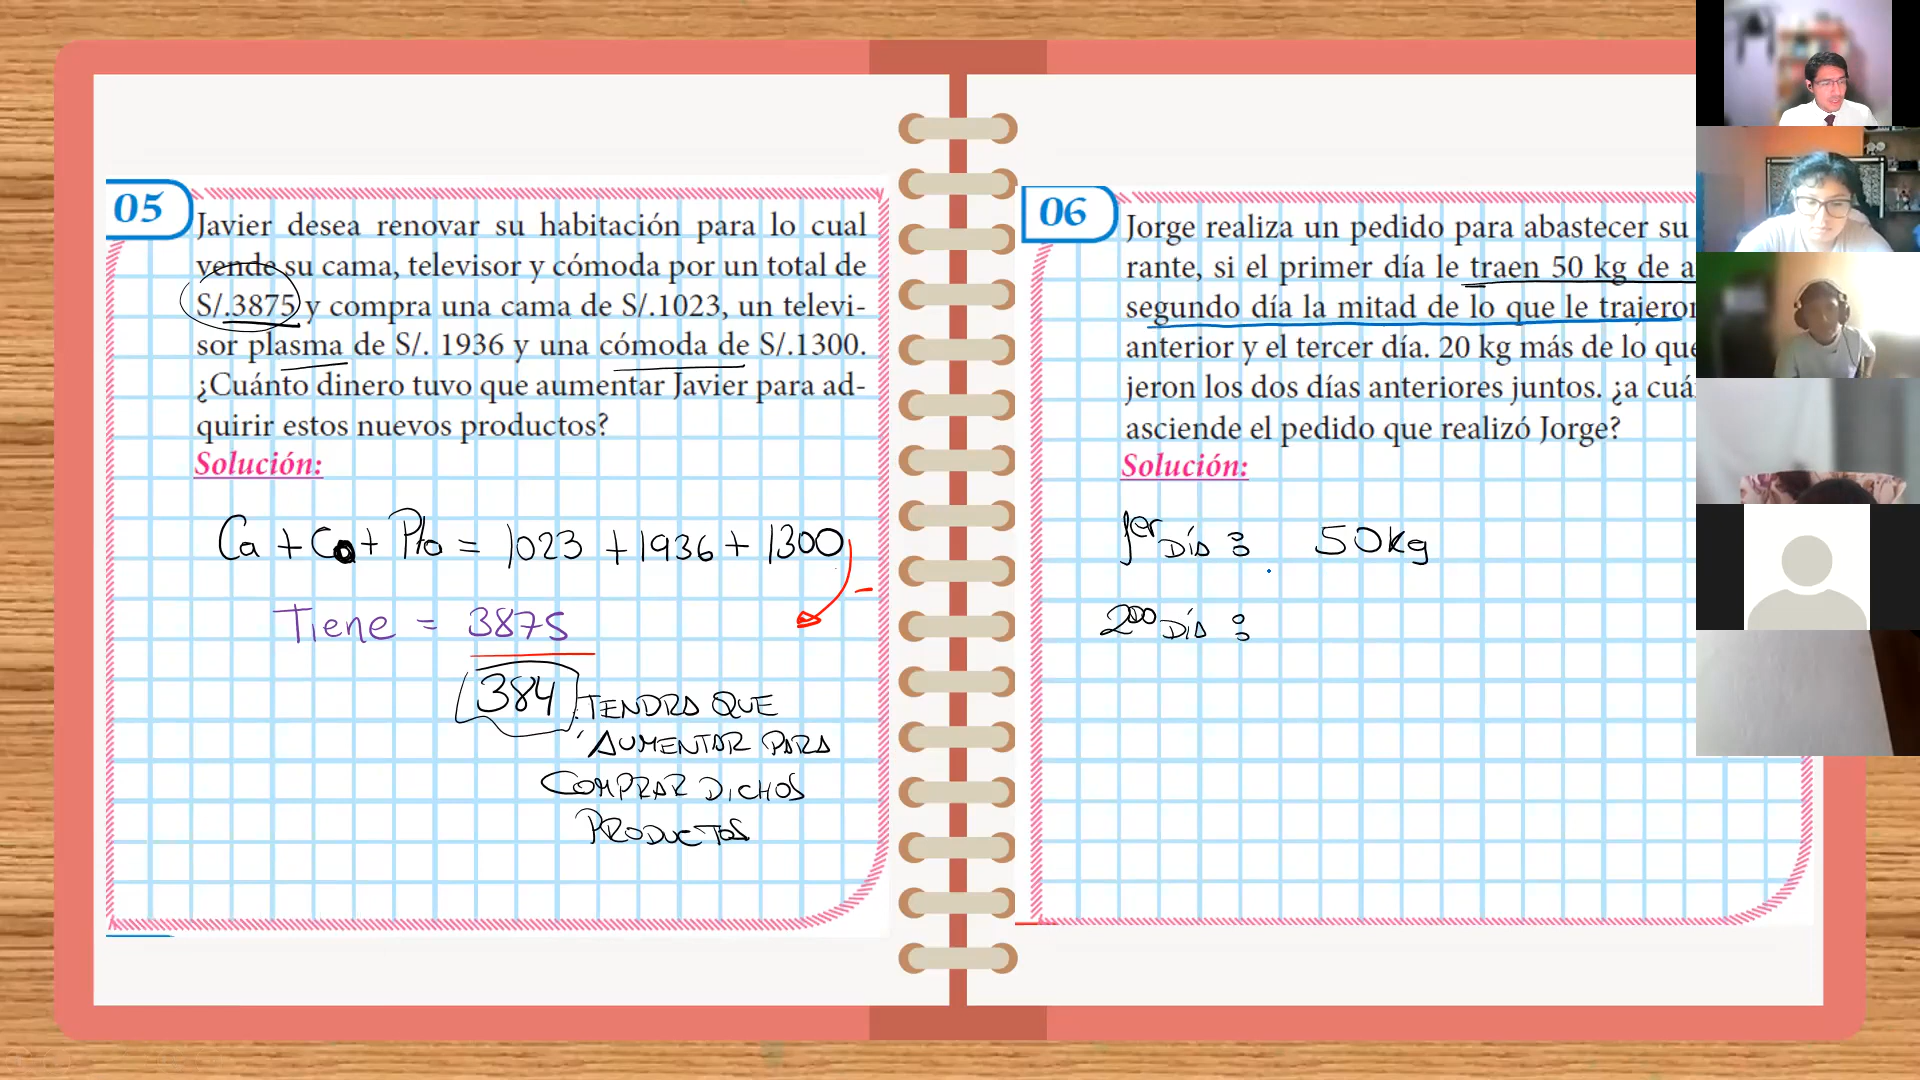 05
Javier desea renovar su habitación para lo cual
vende su cama, televisor y cómoda por un total de
S/.3875 y compra una cama de S/.1023, un televi-
sor plasma de S/. 1936 y una cómoda de S/.1300.
¿Cuánto dinero tuvo que aumentar Javier para ad-
quirir estos nuevos productos?
Solución:
Ca + Co + Pto = 1023 + 1936 + 1300
-
Tiene = 3875
384 TENDRA QUE
AUMENTAR PARA
COMPRAR DICHOS
PRODUCTOS
06
Jorge realiza un pedido para abastecer su
rante, si el primer día le traen 50 kg de a
segundo día la mitad de lo que le trajeron
anterior y el tercer día. 20 kg más de lo que
jeron los dos días anteriores juntos. ¿a cuá
asciende el pedido que realizó Jorge?
Solución:
1er DÍA : 50kg
2DO DÍA :